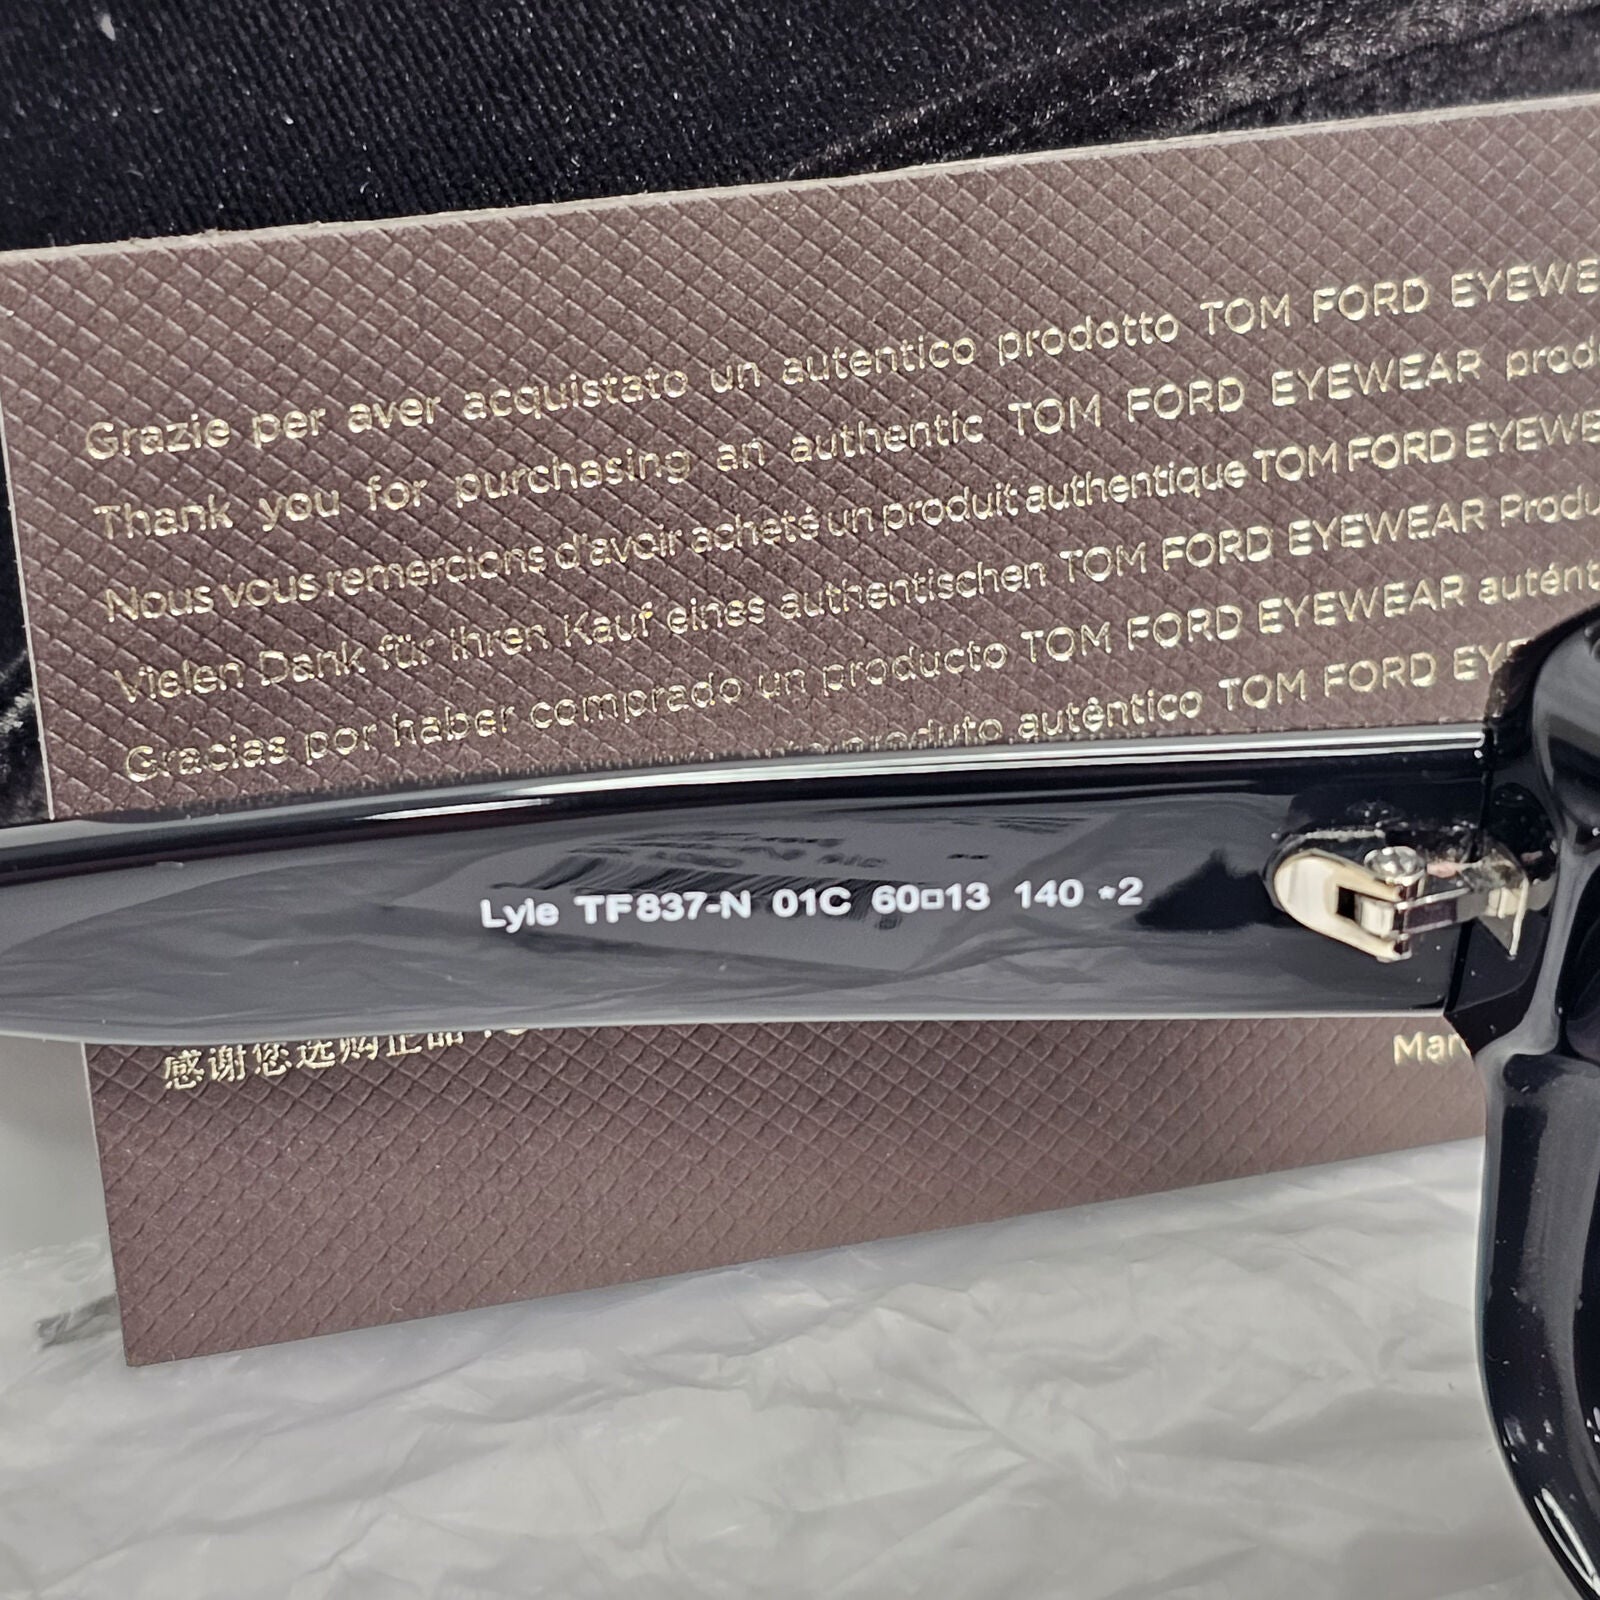 Grazie per aver acquistato un autentico prodotto TOM FORD EYEWE
Thank you for purchasing an authentic TOM FORD EYEWEAR prod
Nous vous remercions d'avoir acheté un produit authentique TOM FORD EYEWE
Vielen Dank für Ihren Kauf eines authentischen TOM FORD EYEWEAR Produ
Gracias por haber comprado un producto TOM FORD EYEWEAR autént
produto autêntico TOM FORD EY
Lyle TF837-N 01C 60□13 140 *2
感谢您选购正品
Mar